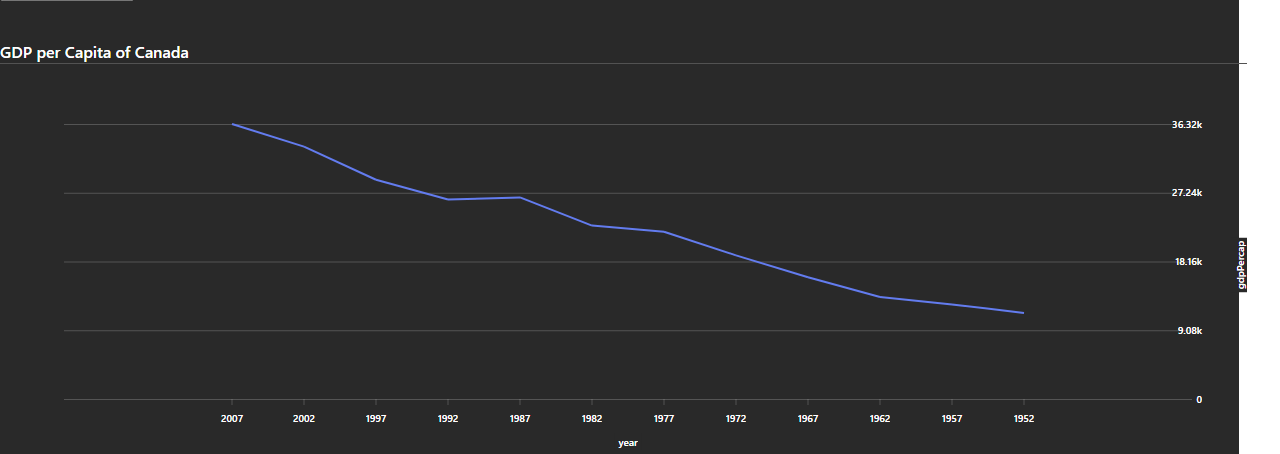 GDP per Capita of Canada
36.32k
27.24k
18.16k
gdpPercap
9.08k
0
2007 2002 1997 1992 1987 1982 1977 1972 1967 1962 1957 1952
year